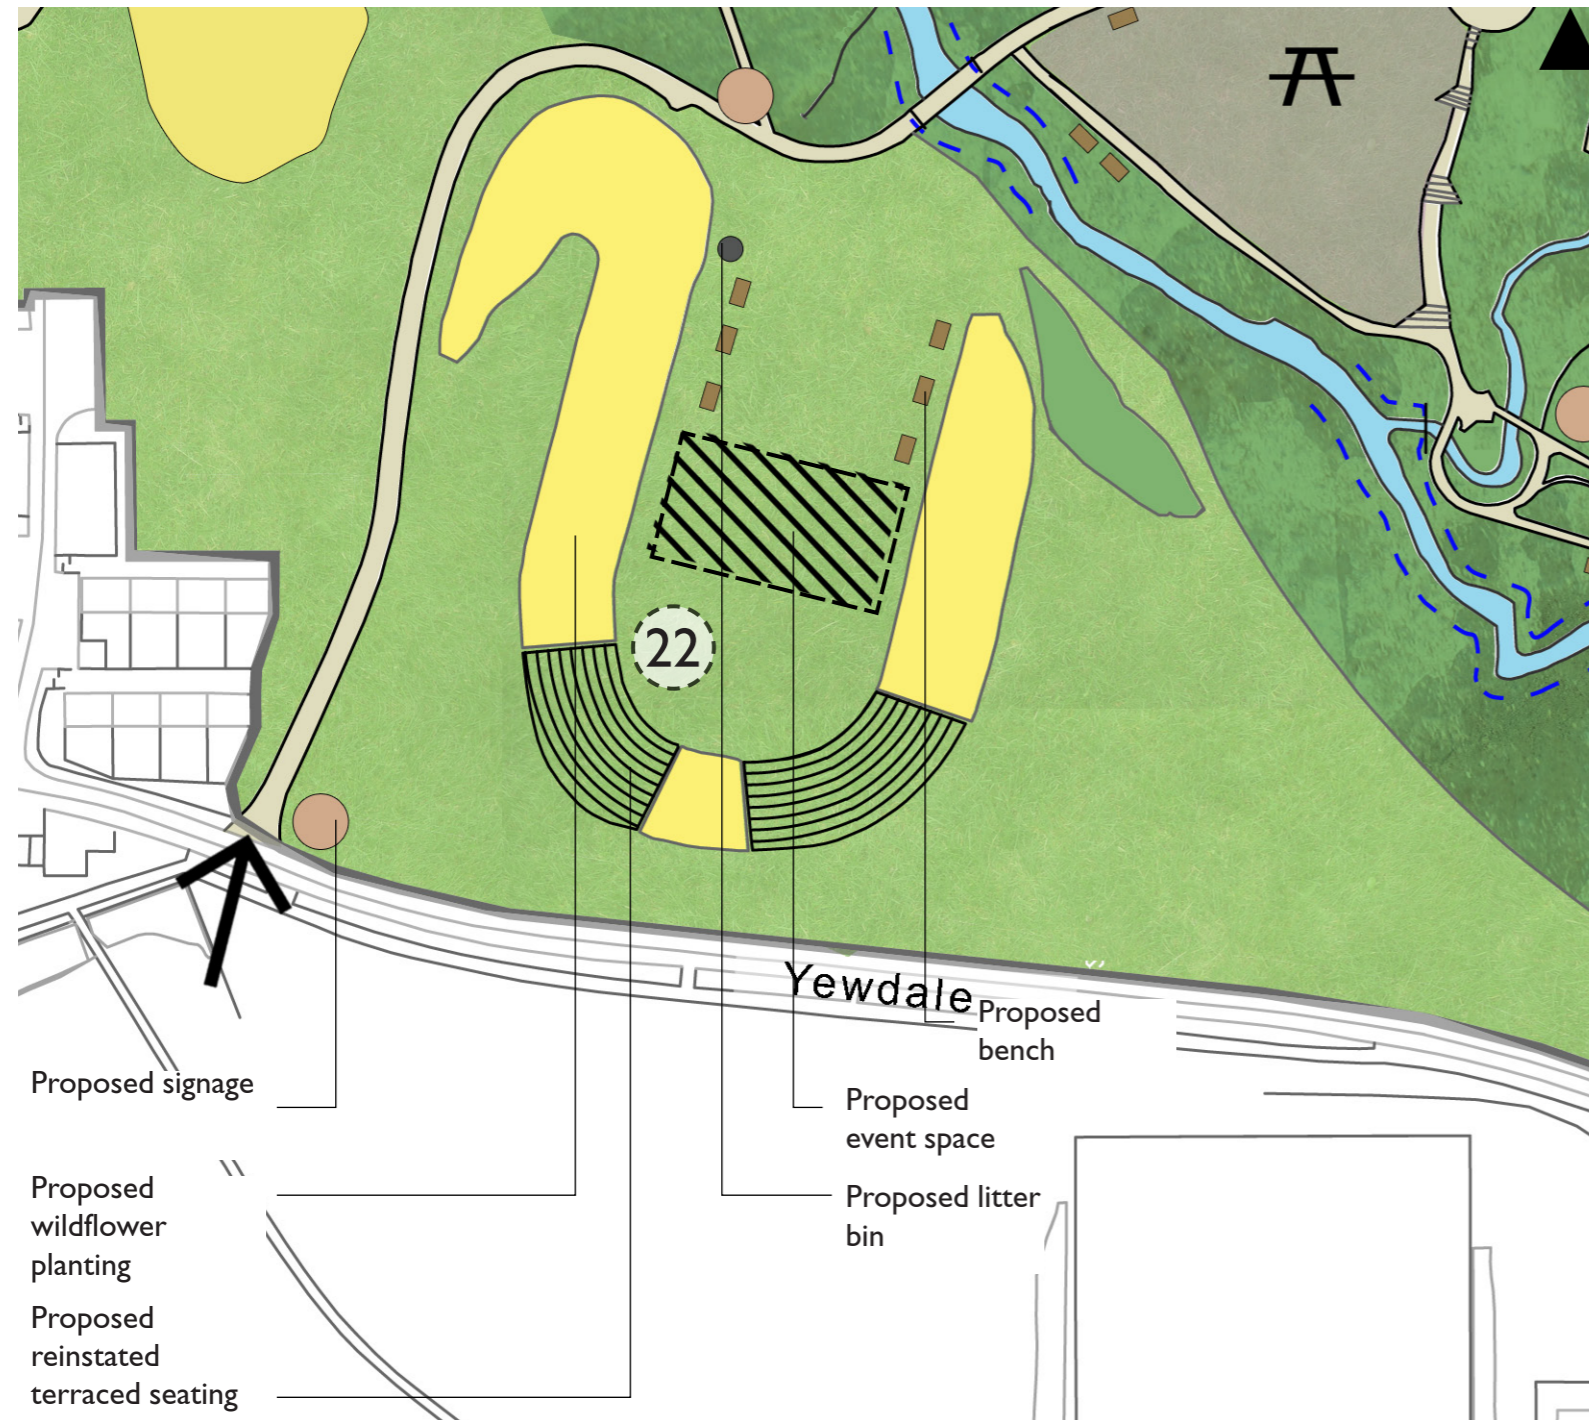 22
Yewdale
Proposed
bench
Proposed signage
Proposed
event space
Proposed
wildflower
planting
Proposed litter
bin
Proposed
reinstated
terraced seating